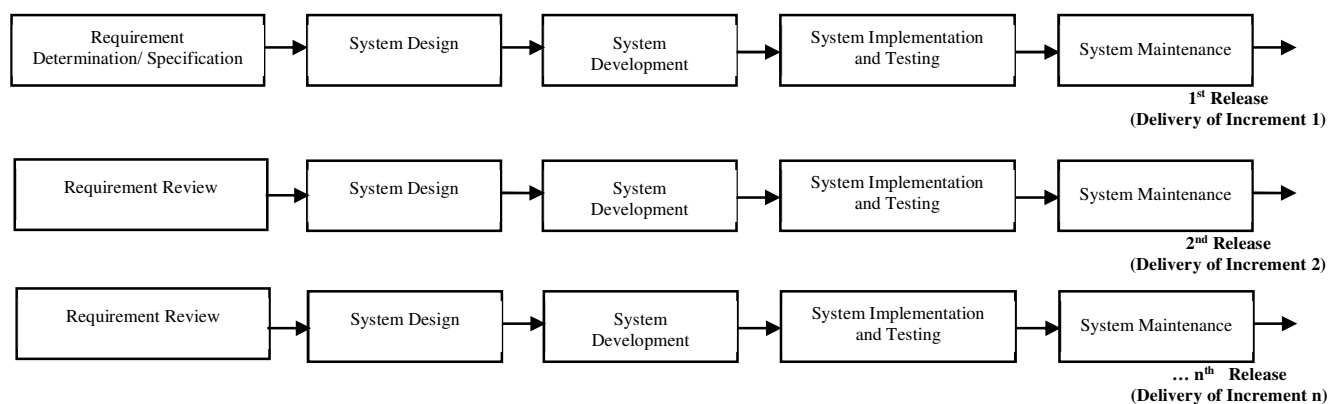 Requirement
Determination/ Specification
System Design
System
Development
System Implementation
and Testing
System Maintenance
1st Release
(Delivery of Increment 1)
Requirement Review
System Design
System
Development
System Implementation
and Testing
System Maintenance
2nd Release
(Delivery of Increment 2)
Requirement Review
System Design
System
Development
System Implementation
and Testing
System Maintenance
… nth Release
(Delivery of Increment n)